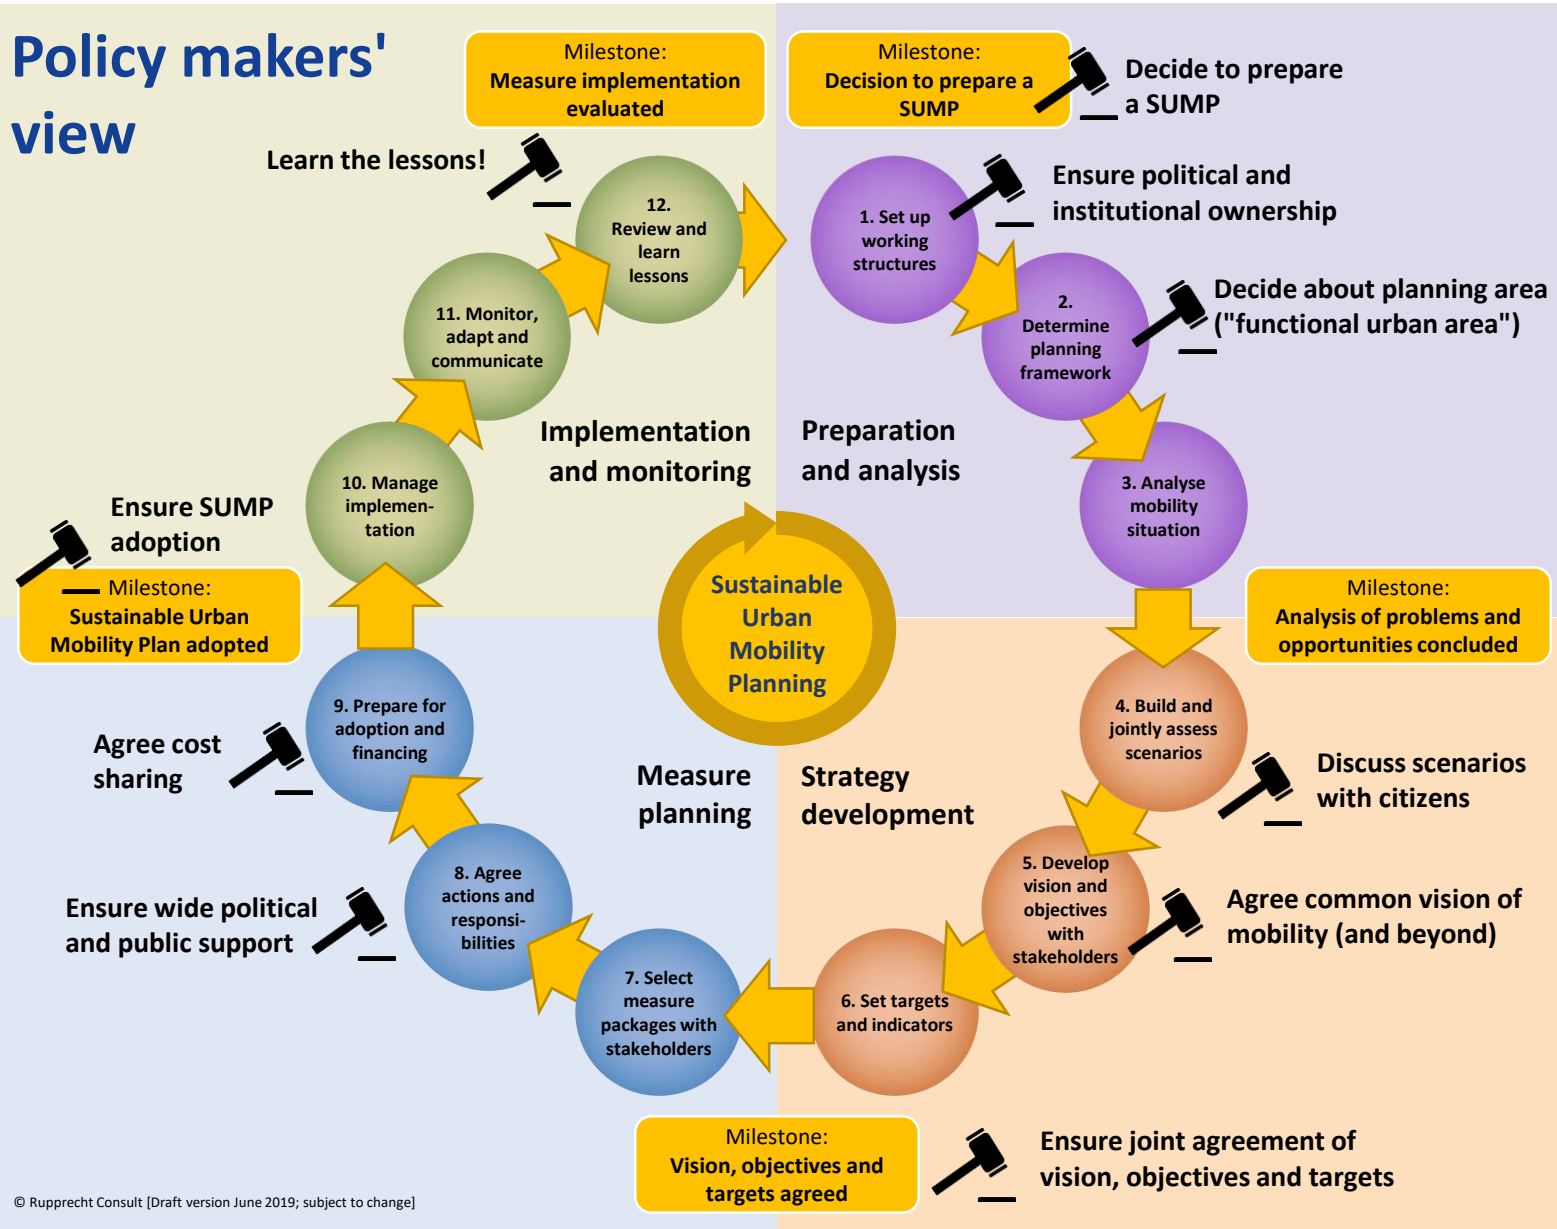 Policy makers'
view
Milestone:
Measure implementation
evaluated
Milestone:
Decision to prepare a
SUMP
Decide to prepare
a SUMP
Learn the lessons!
12.
Review and
learn
lessons
1. Set up
working
structures
Ensure political and
institutional ownership
11. Monitor,
adapt and
communicate
2.
Determine
planning
framework
Decide about planning area
("functional urban area")
Implementation
and monitoring
Preparation
and analysis
10. Manage
implemen-
tation
3. Analyse
mobility
situation
Ensure SUMP
adoption
Milestone:
Sustainable Urban
Mobility Plan adopted
Sustainable
Urban
Mobility
Planning
Milestone:
Analysis of problems and
opportunities concluded
9. Prepare for
adoption and
financing
4. Build and
jointly assess
scenarios
Agree cost
sharing
Measure
planning
Strategy
development
Discuss scenarios
with citizens
8. Agree
actions and
responsi-
bilities
5. Develop
vision and
objectives
with
stakeholders
Ensure wide political
and public support
Agree common vision of
mobility (and beyond)
7. Select
measure
packages with
stakeholders
6. Set targets
and indicators
Milestone:
Vision, objectives and
targets agreed
Ensure joint agreement of
vision, objectives and targets
© Rupprecht Consult [Draft version June 2019; subject to change]